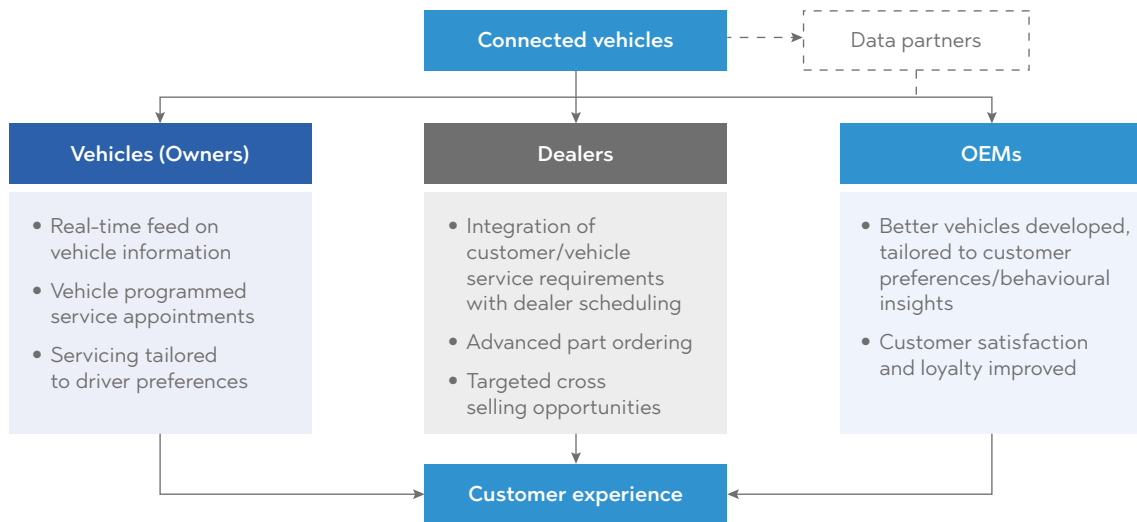 Connected vehicles
Data partners
Vehicles (Owners)
• Real-time feed on
vehicle information
• Vehicle programmed
service appointments
• Servicing tailored
to driver preferences
Dealers
• Integration of
customer/vehicle
service requirements
with dealer scheduling
• Advanced part ordering
• Targeted cross
selling opportunities
OEMs
• Better vehicles developed,
tailored to customer
preferences/behavioural
insights
• Customer satisfaction
and loyalty improved
Customer experience